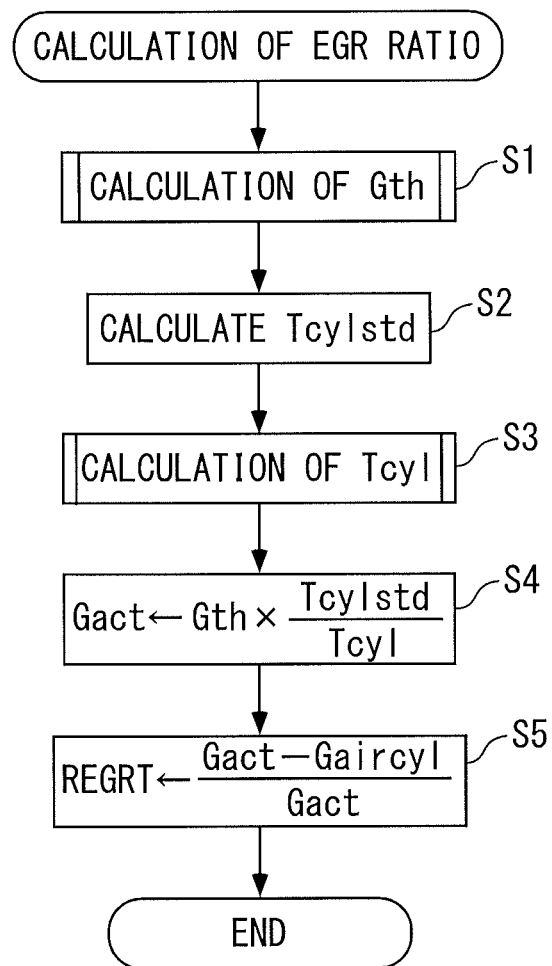 CALCULATION OF EGR RATIO
CALCULATION OF Gth
S1
CALCULATE Tcylstd
S2
CALCULATION OF Tcyl
S3
Gact←Gth×Tcylstd/Tcyl
S4
REGRT←Gact−Gaircyl/Gact
S5
END